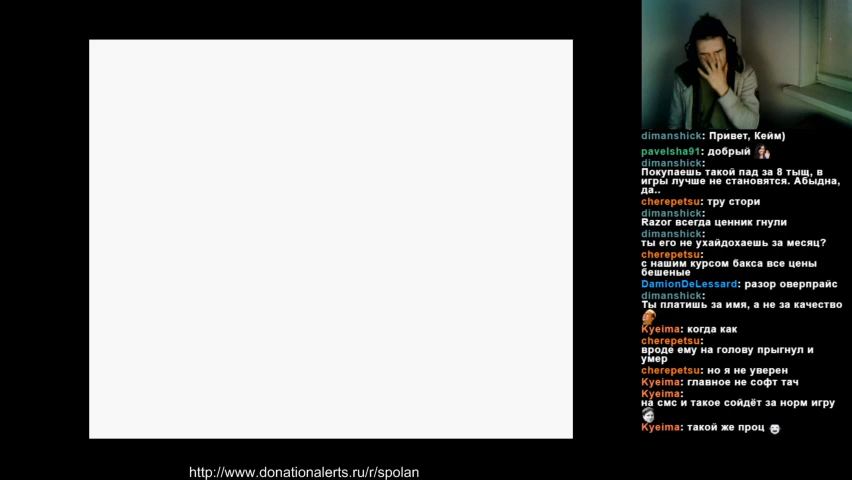 dimanshick: Привет, Кейм)
pavelsha91: добрый
dimanshick:
Покупаешь такой пад за 8 тыщ, в
игры лучше не становятся. Абыдна,
да..
cherepetsu: тру стори
dimanshick:
Razor всегда ценник гнули
dimanshick:
ты его не ухайдохаешь за месяц?
cherepetsu:
с нашим курсом бакса все цены
бешеные
DamionDeLessard: разор оверпрайс
dimanshick:
Ты платишь за имя, а не за качество
Kyeima: когда как
cherepetsu:
вроде ему на голову прыгнул и
умер
cherepetsu: но я не уверен
Kyeima: главное не софт тач
Kyeima:
на смс и такое сойдёт за норм игру
Kyeima: такой же проц
http://www.donationalerts.ru/r/spolan